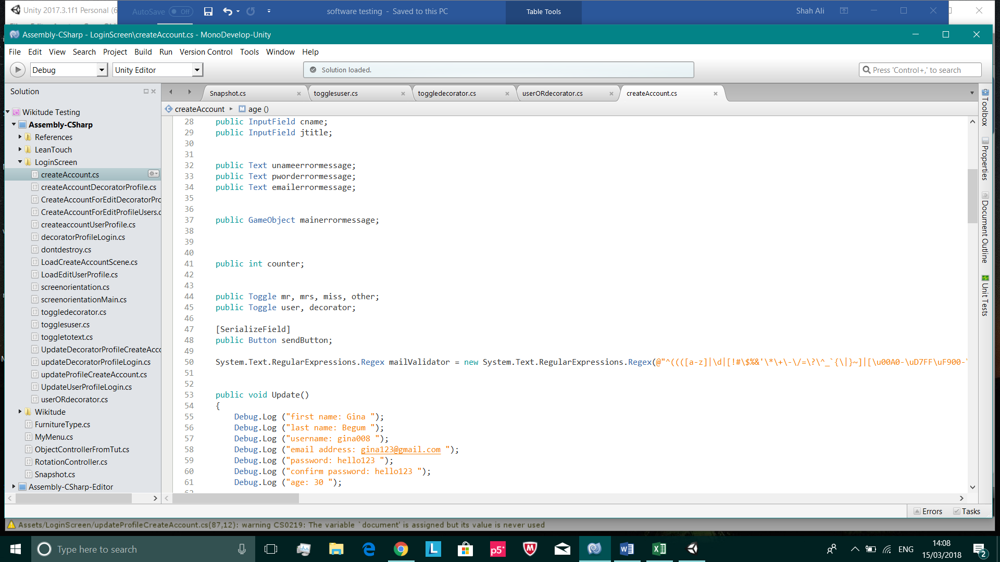 Unity 2017.3.1f1 Personal (6
AutoSave Off
software testing - Saved to this PC
Table Tools
Shah Ali
Assembly-CSharp - LoginScreen\createAccount.cs - MonoDevelop-Unity
File Edit View Search Project Build Run Version Control Tools Window Help
Debug
Unity Editor
Solution loaded.
Press 'Control+,' to search
Solution
Snapshot.cs
togglesuser.cs
toggledecorator.cs
userORdecorator.cs
createAccount.cs
createAccount age ()
Wikitude Testing
Assembly-CSharp
References
LeanTouch
LoginScreen
createAccount.cs
createAccountDecoratorProfile.cs
CreateAccountForEditDecoratorPro
CreateAccountForEditProfileUsers.c
createaccountUserProfile.cs
decoratorProfileLogin.cs
dontdestroy.cs
LoadCreateAccountScene.cs
LoadEditUserProfile.cs
screenorientation.cs
screenorientationMain.cs
toggledecorator.cs
togglesuser.cs
toggletotext.cs
UpdateDecoratorProfileCreateAcco
updateDecoratorProfileLogin.cs
updateProfileCreateAccount.cs
UpdateUserProfileLogin.cs
userORdecorator.cs
Wikitude
FurnitureType.cs
MyMenu.cs
ObjectControllerFromTut.cs
RotationController.cs
Snapshot.cs
Assembly-CSharp-Editor
28 public InputField cname;
29 public InputField jtitle;
30
31
32 public Text unameerrormessage;
33 public Text pworderrormessage;
34 public Text emailerrormessage;
35
36
37 public GameObject mainerrormessage;
38
39
40
41 public int counter;
42
43
44 public Toggle mr, mrs, miss, other;
45 public Toggle user, decorator;
46
47 [SerializeField]
48 public Button sendButton;
49
50 System.Text.RegularExpressions.Regex mailValidator = new System.Text.RegularExpressions.Regex(@"^((([a-z]|\d|[!#\$%&'\*\+\-\/=\?\^_`{\|}~]|[\u00A0-\uD7FF\uF900-\
51
52
53 public void Update()
54 {
55 Debug.Log ("first name: Gina ");
56 Debug.Log ("last name: Begum ");
57 Debug.Log ("username: gina008 ");
58 Debug.Log ("email address: gina123@gmail.com ");
59 Debug.Log ("password: hello123 ");
60 Debug.Log ("confirm password: hello123 ");
61 Debug.Log ("age: 30 ");
Toolbox
Properties
Document Outline
Unit Tests
Errors Tasks
Assets/LoginScreen/updateProfileCreateAccount.cs(87,12): warning CS0219: The variable `document' is assigned but its value is never used
Type here to search
p5*
ENG
14:08
15/03/2018
2